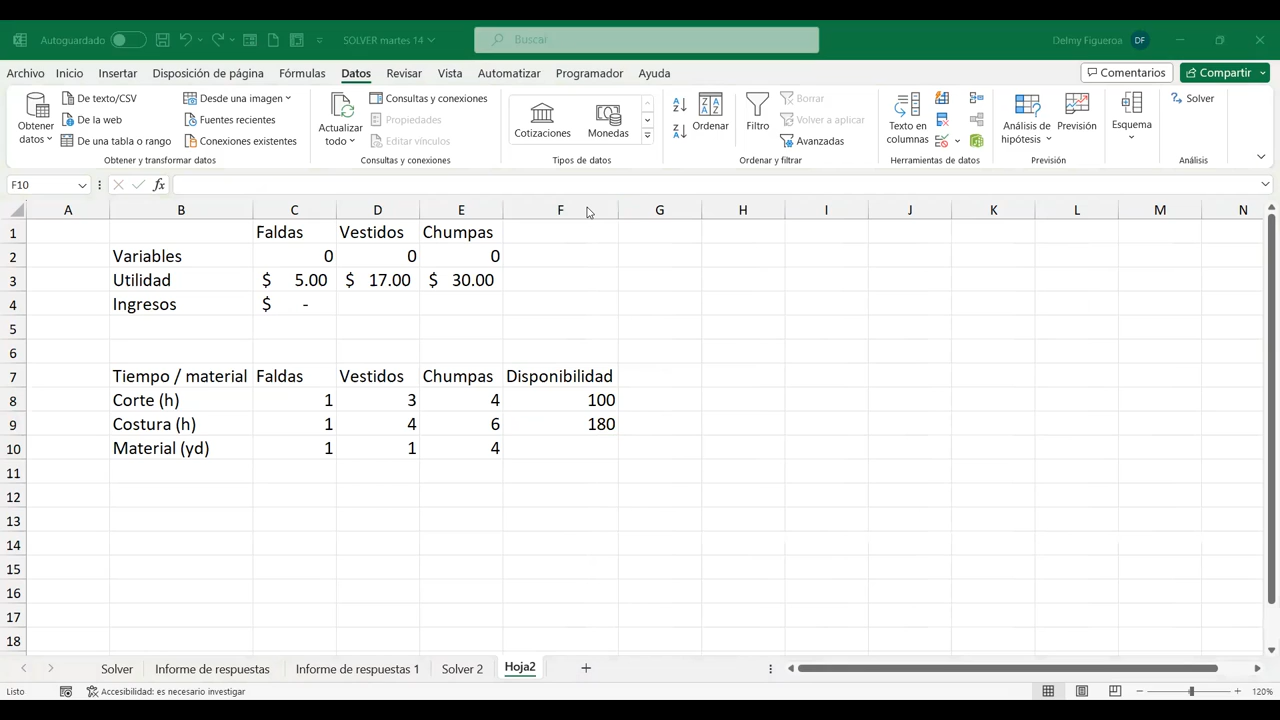 Autoguardado SOLVER martes 14 Buscar Delmy Figueroa DF
Archivo Inicio Insertar Disposición de página Fórmulas Datos Revisar Vista Automatizar Programador Ayuda Comentarios Compartir
Obtener datos
De texto/CSV
De la web
De una tabla o rango
Desde una imagen
Fuentes recientes
Conexiones existentes
Obtener y transformar datos
Actualizar todo
Consultas y conexiones
Propiedades
Editar vínculos
Consultas y conexiones
Cotizaciones Monedas
Tipos de datos
Ordenar
Filtro
Borrar
Volver a aplicar
Avanzadas
Ordenar y filtrar
Texto en columnas
Herramientas de datos
Análisis de hipótesis
Previsión
Previsión
Esquema
Solver
Análisis
F10 fx
A B C D E F G H I J K L M N
1 Faldas Vestidos Chumpas
2 Variables 0 0 0
3 Utilidad $ 5.00 $ 17.00 $ 30.00
4 Ingresos $ -
5
6
7 Tiempo / material Faldas Vestidos Chumpas Disponibilidad
8 Corte (h) 1 3 4 100
9 Costura (h) 1 4 6 180
10 Material (yd) 1 1 4
11
12
13
14
15
16
17
18
Solver Informe de respuestas Informe de respuestas 1 Solver 2 Hoja2
Listo Accesibilidad: es necesario investigar 120%